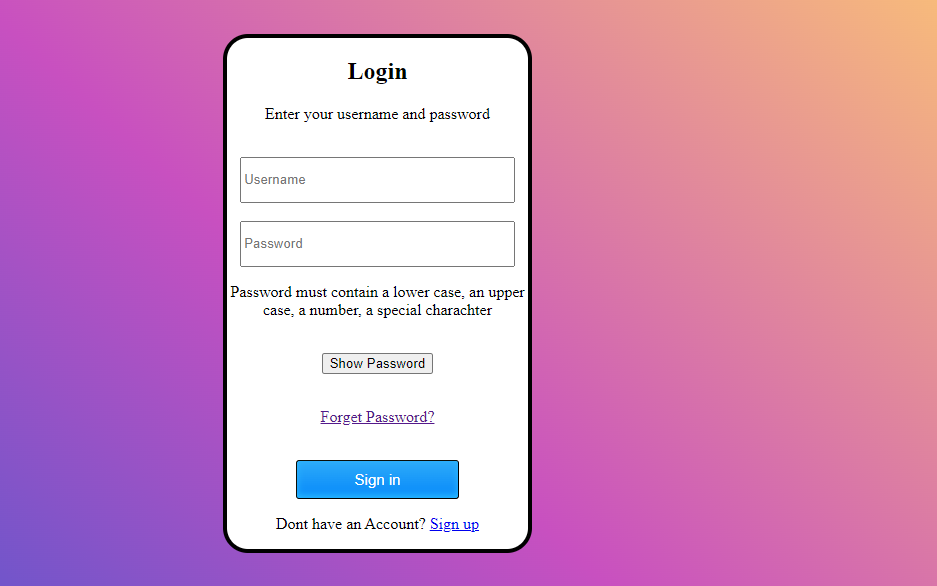 Login
Enter your username and password
Username
Password
Password must contain a lower case, an upper
case, a number, a special charachter
Show Password
Forget Password?
Sign in
Dont have an Account? Sign up